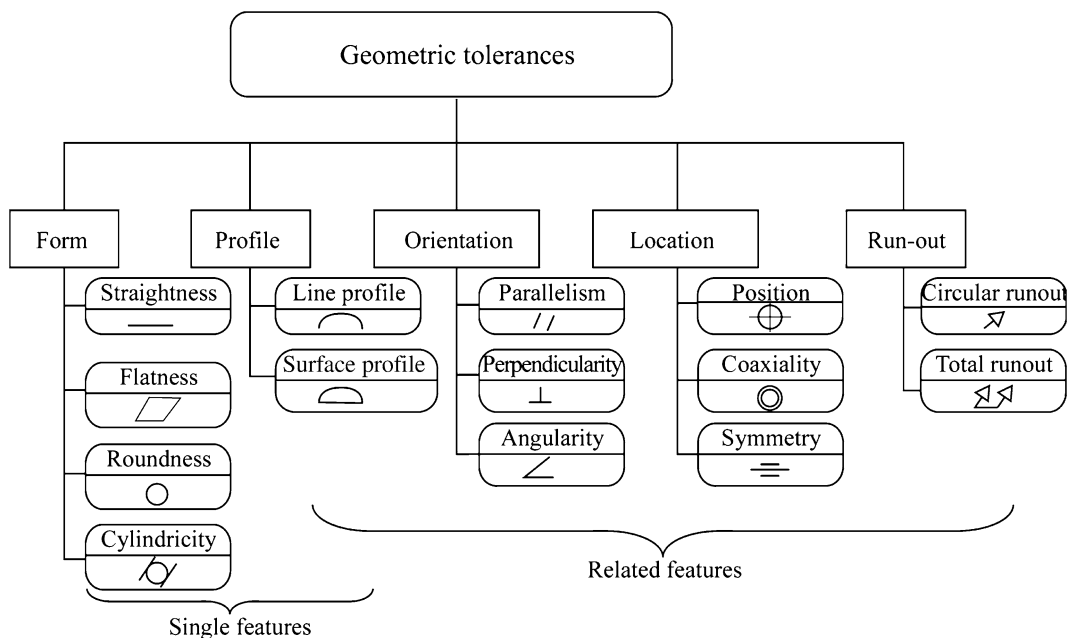 Geometric tolerances
Form
Profile
Orientation
Location
Run-out
Straightness
Flatness
Roundness
Cylindricity
Line profile
Surface profile
Parallelism
Perpendicularity
Angularity
Position
Coaxiality
Symmetry
Circular runout
Total runout
Related features
Single features